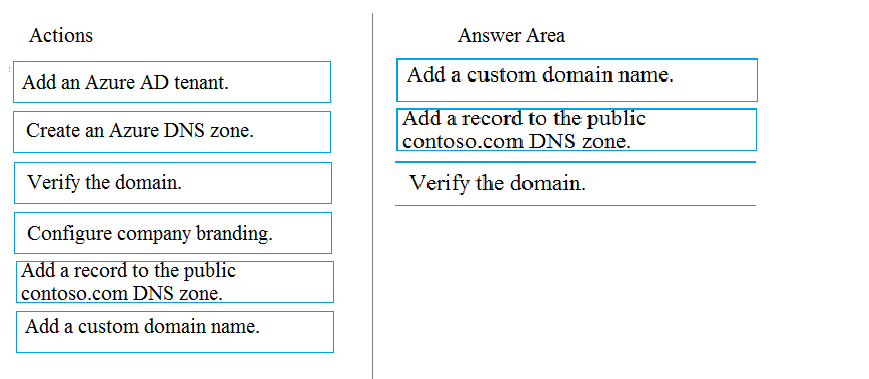 Actions
Add an Azure AD tenant.
Create an Azure DNS zone.
Verify the domain.
Configure company branding.
Add a record to the public
contoso.com DNS zone.
Add a custom domain name.
Answer Area
Add a custom domain name.
Add a record to the public
contoso.com DNS zone.
Verify the domain.